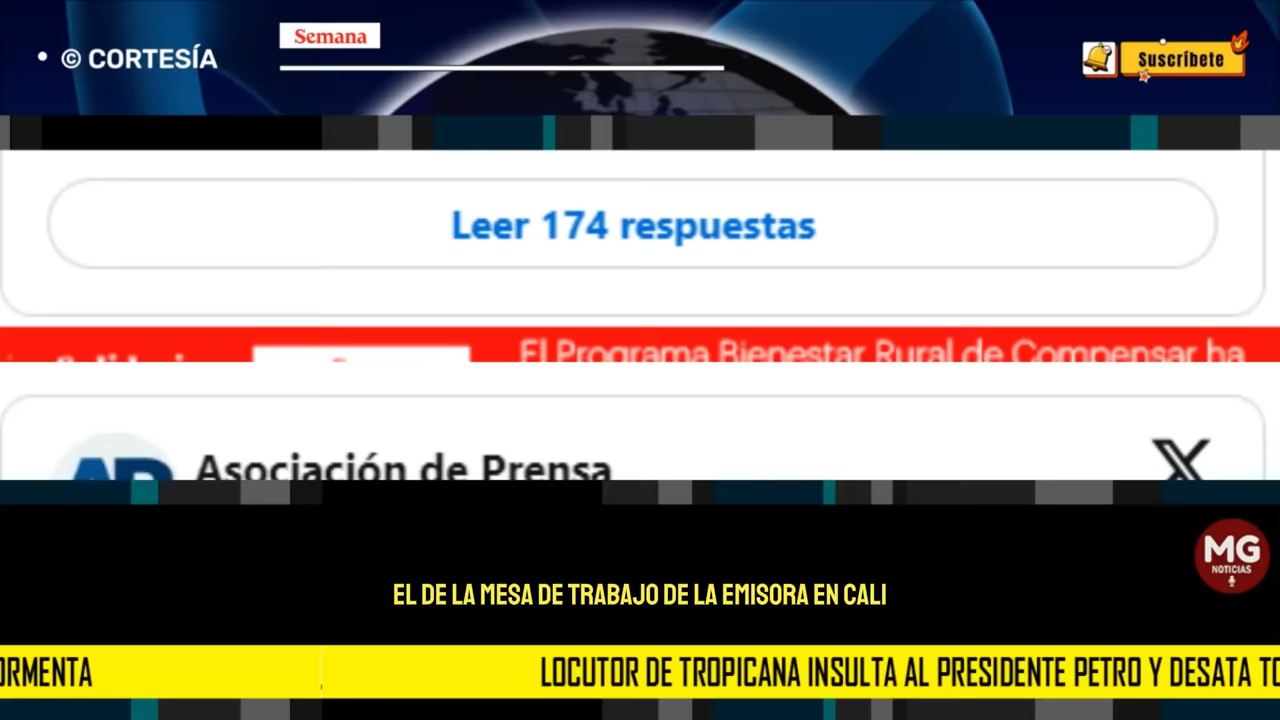 © CORTESÍA
Semana
Suscríbete
Leer 174 respuestas
El Programa Bienestar Rural de Compensar ha
Asociación de Prensa
MG
NOTICIAS
EL DE LA MESA DE TRABAJO DE LA EMISORA EN CALI
ORMENTA
LOCUTOR DE TROPICANA INSULTA AL PRESIDENTE PETRO Y DESATA TO